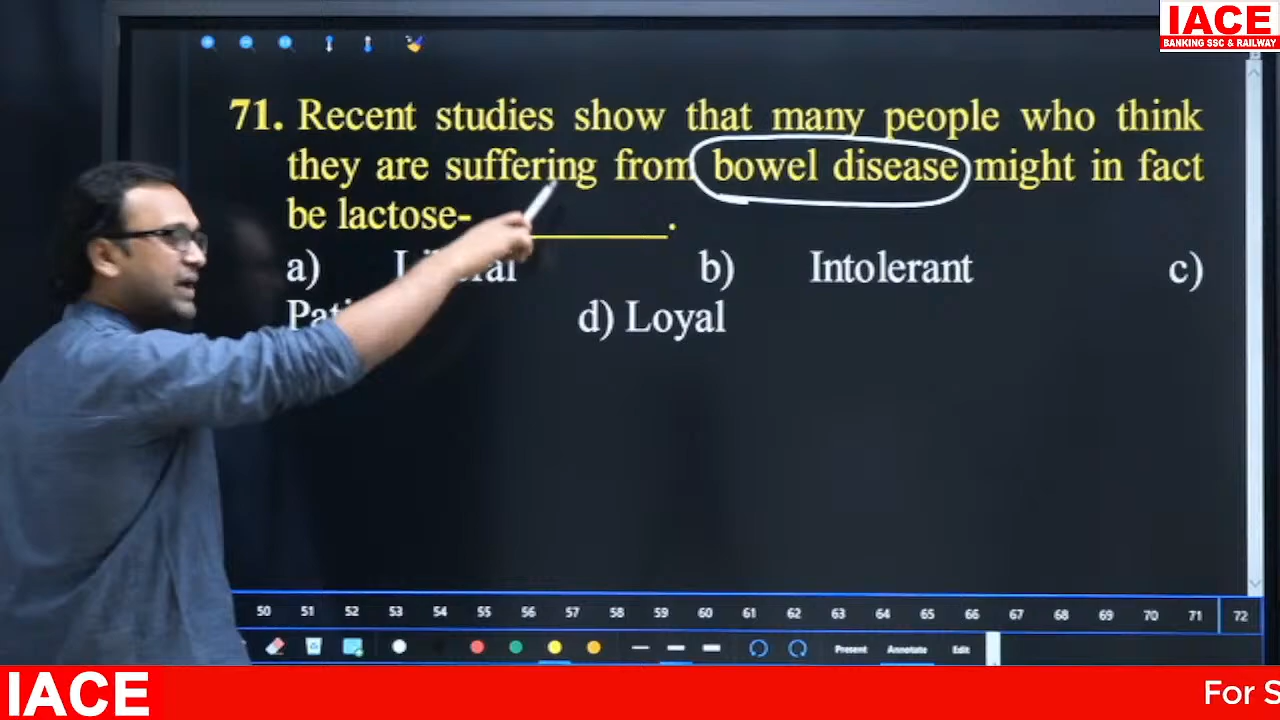 IACE
BANKING SSC & RAILWAY
71. Recent studies show that many people who think
they are suffering from bowel disease might in fact
be lactose-________.
a) b) Intolerant c)
d) Loyal
50 51 52 53 54 55 56 57 58 59 60 61 62 63 64 65 66 67 68 69 70 71 72
Present Annotate Edit
IACE
For S